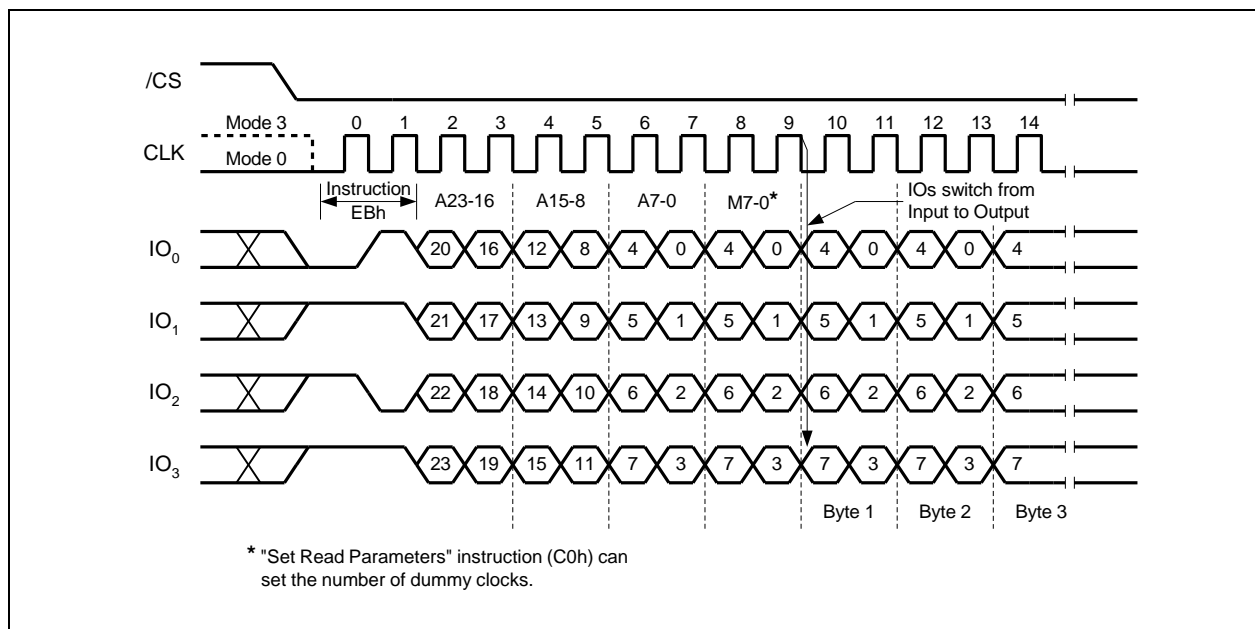 /CS
Mode 3 0 1 2 3 4 5 6 7 8 9 10 11 12 13 14
CLK Mode 0
Instruction A23-16 A15-8 A7-0 M7-0* IOs switch from
EBh Input to Output
IO0 20 16 12 8 4 0 4 0 4 0 4 0 4
IO1 21 17 13 9 5 1 5 1 5 1 5 1 5
IO2 22 18 14 10 6 2 6 2 6 2 6 2 6
IO3 23 19 15 11 7 3 7 3 7 3 7 3 7
Byte 1 Byte 2 Byte 3
* "Set Read Parameters" instruction (C0h) can
set the number of dummy clocks.